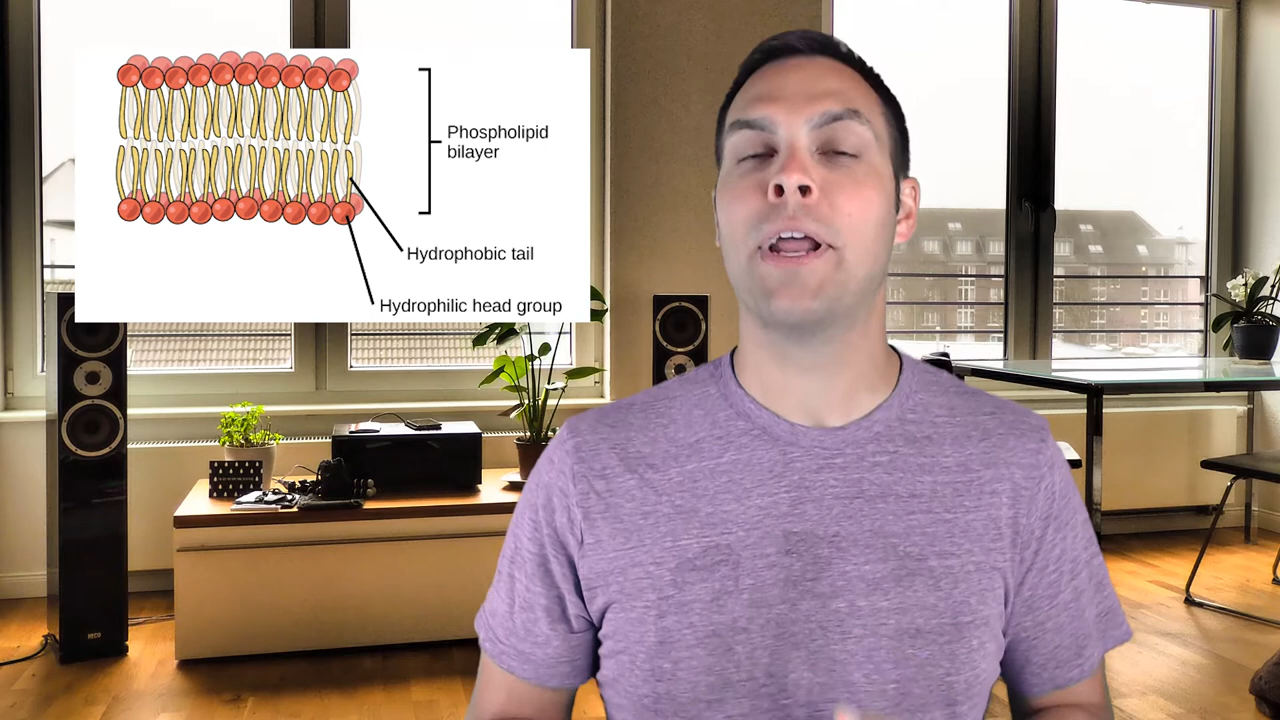 Phospholipid
bilayer
Hydrophobic tail
Hydrophilic head group